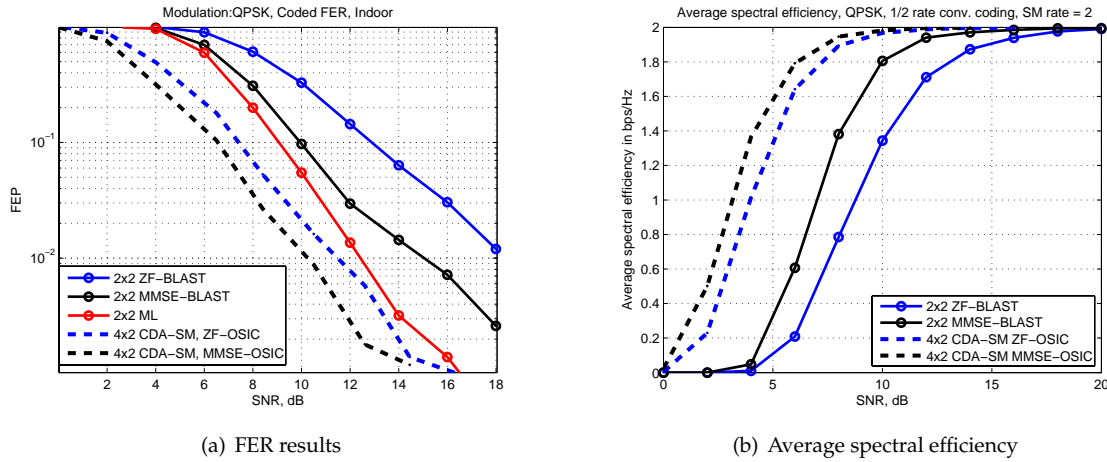 Modulation:QPSK, Coded FER, Indoor
FEP
10−1
10−2
2x2 ZF−BLAST
2x2 MMSE−BLAST
2x2 ML
4x2 CDA−SM, ZF−OSIC
4x2 CDA−SM, MMSE−OSIC
2 4 6 8 10 12 14 16 18
SNR, dB
(a) FER results
Average spectral efficiency, QPSK, 1/2 rate conv. coding, SM rate = 2
Average spectral efficiency in bps/Hz
2
1.8
1.6
1.4
1.2
1
0.8
0.6
0.4
0.2
0
2x2 ZF−BLAST
2x2 MMSE−BLAST
4x2 CDA−SM ZF−OSIC
4x2 CDA−SM MMSE−OSIC
0 5 10 15 20
SNR, dB
(b) Average spectral efficiency